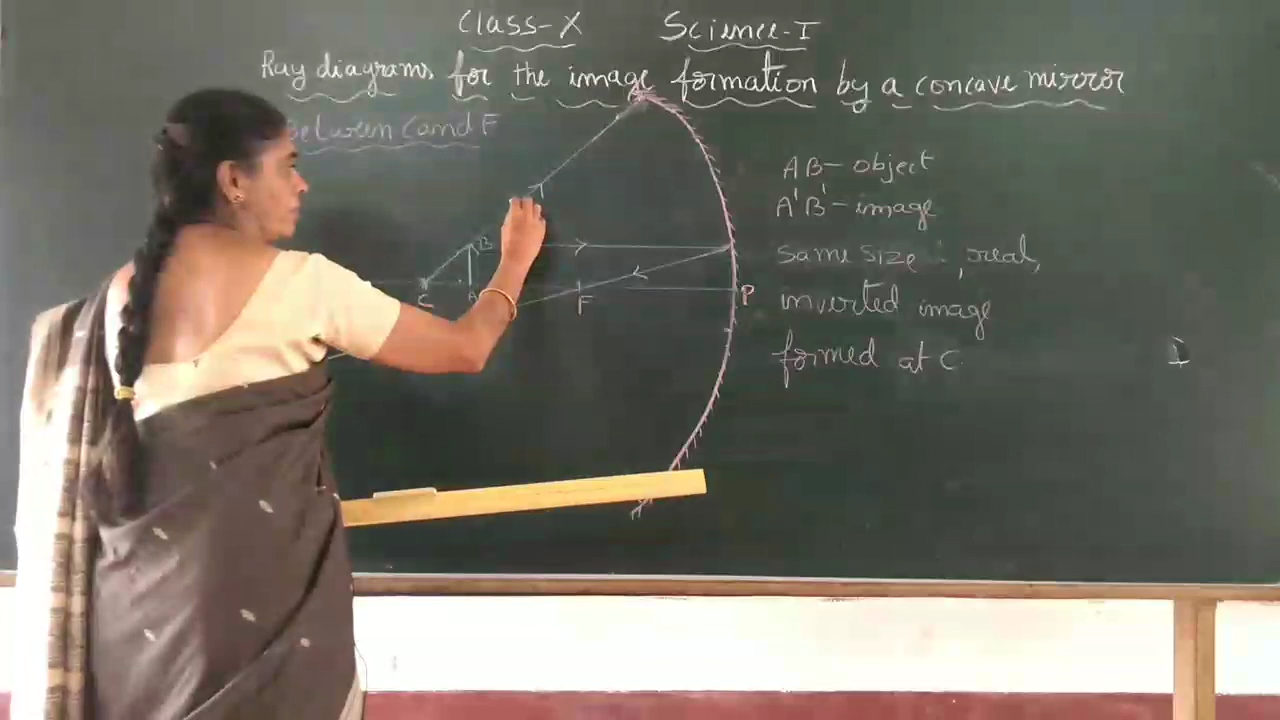 Class-X Science-I
Ray diagrams for the image formation by a concave mirror
Between C and F
AB- object
A'B'- image
same size, real,
inverted image
formed at C
B
C A F P
I